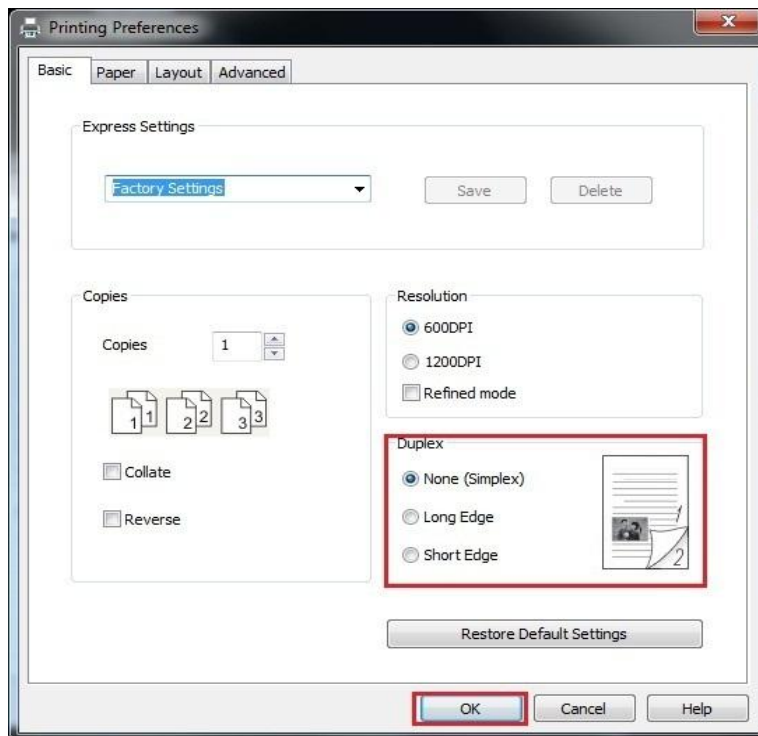 Printing Preferences
Basic Paper Layout Advanced
Express Settings
Factory Settings Save Delete
Copies
Copies 1
1 1 2 2 3 3
Collate
Reverse
Resolution
600DPI
1200DPI
Refined mode
Duplex
None (Simplex)
Long Edge
Short Edge
1
2
Restore Default Settings
OK Cancel Help